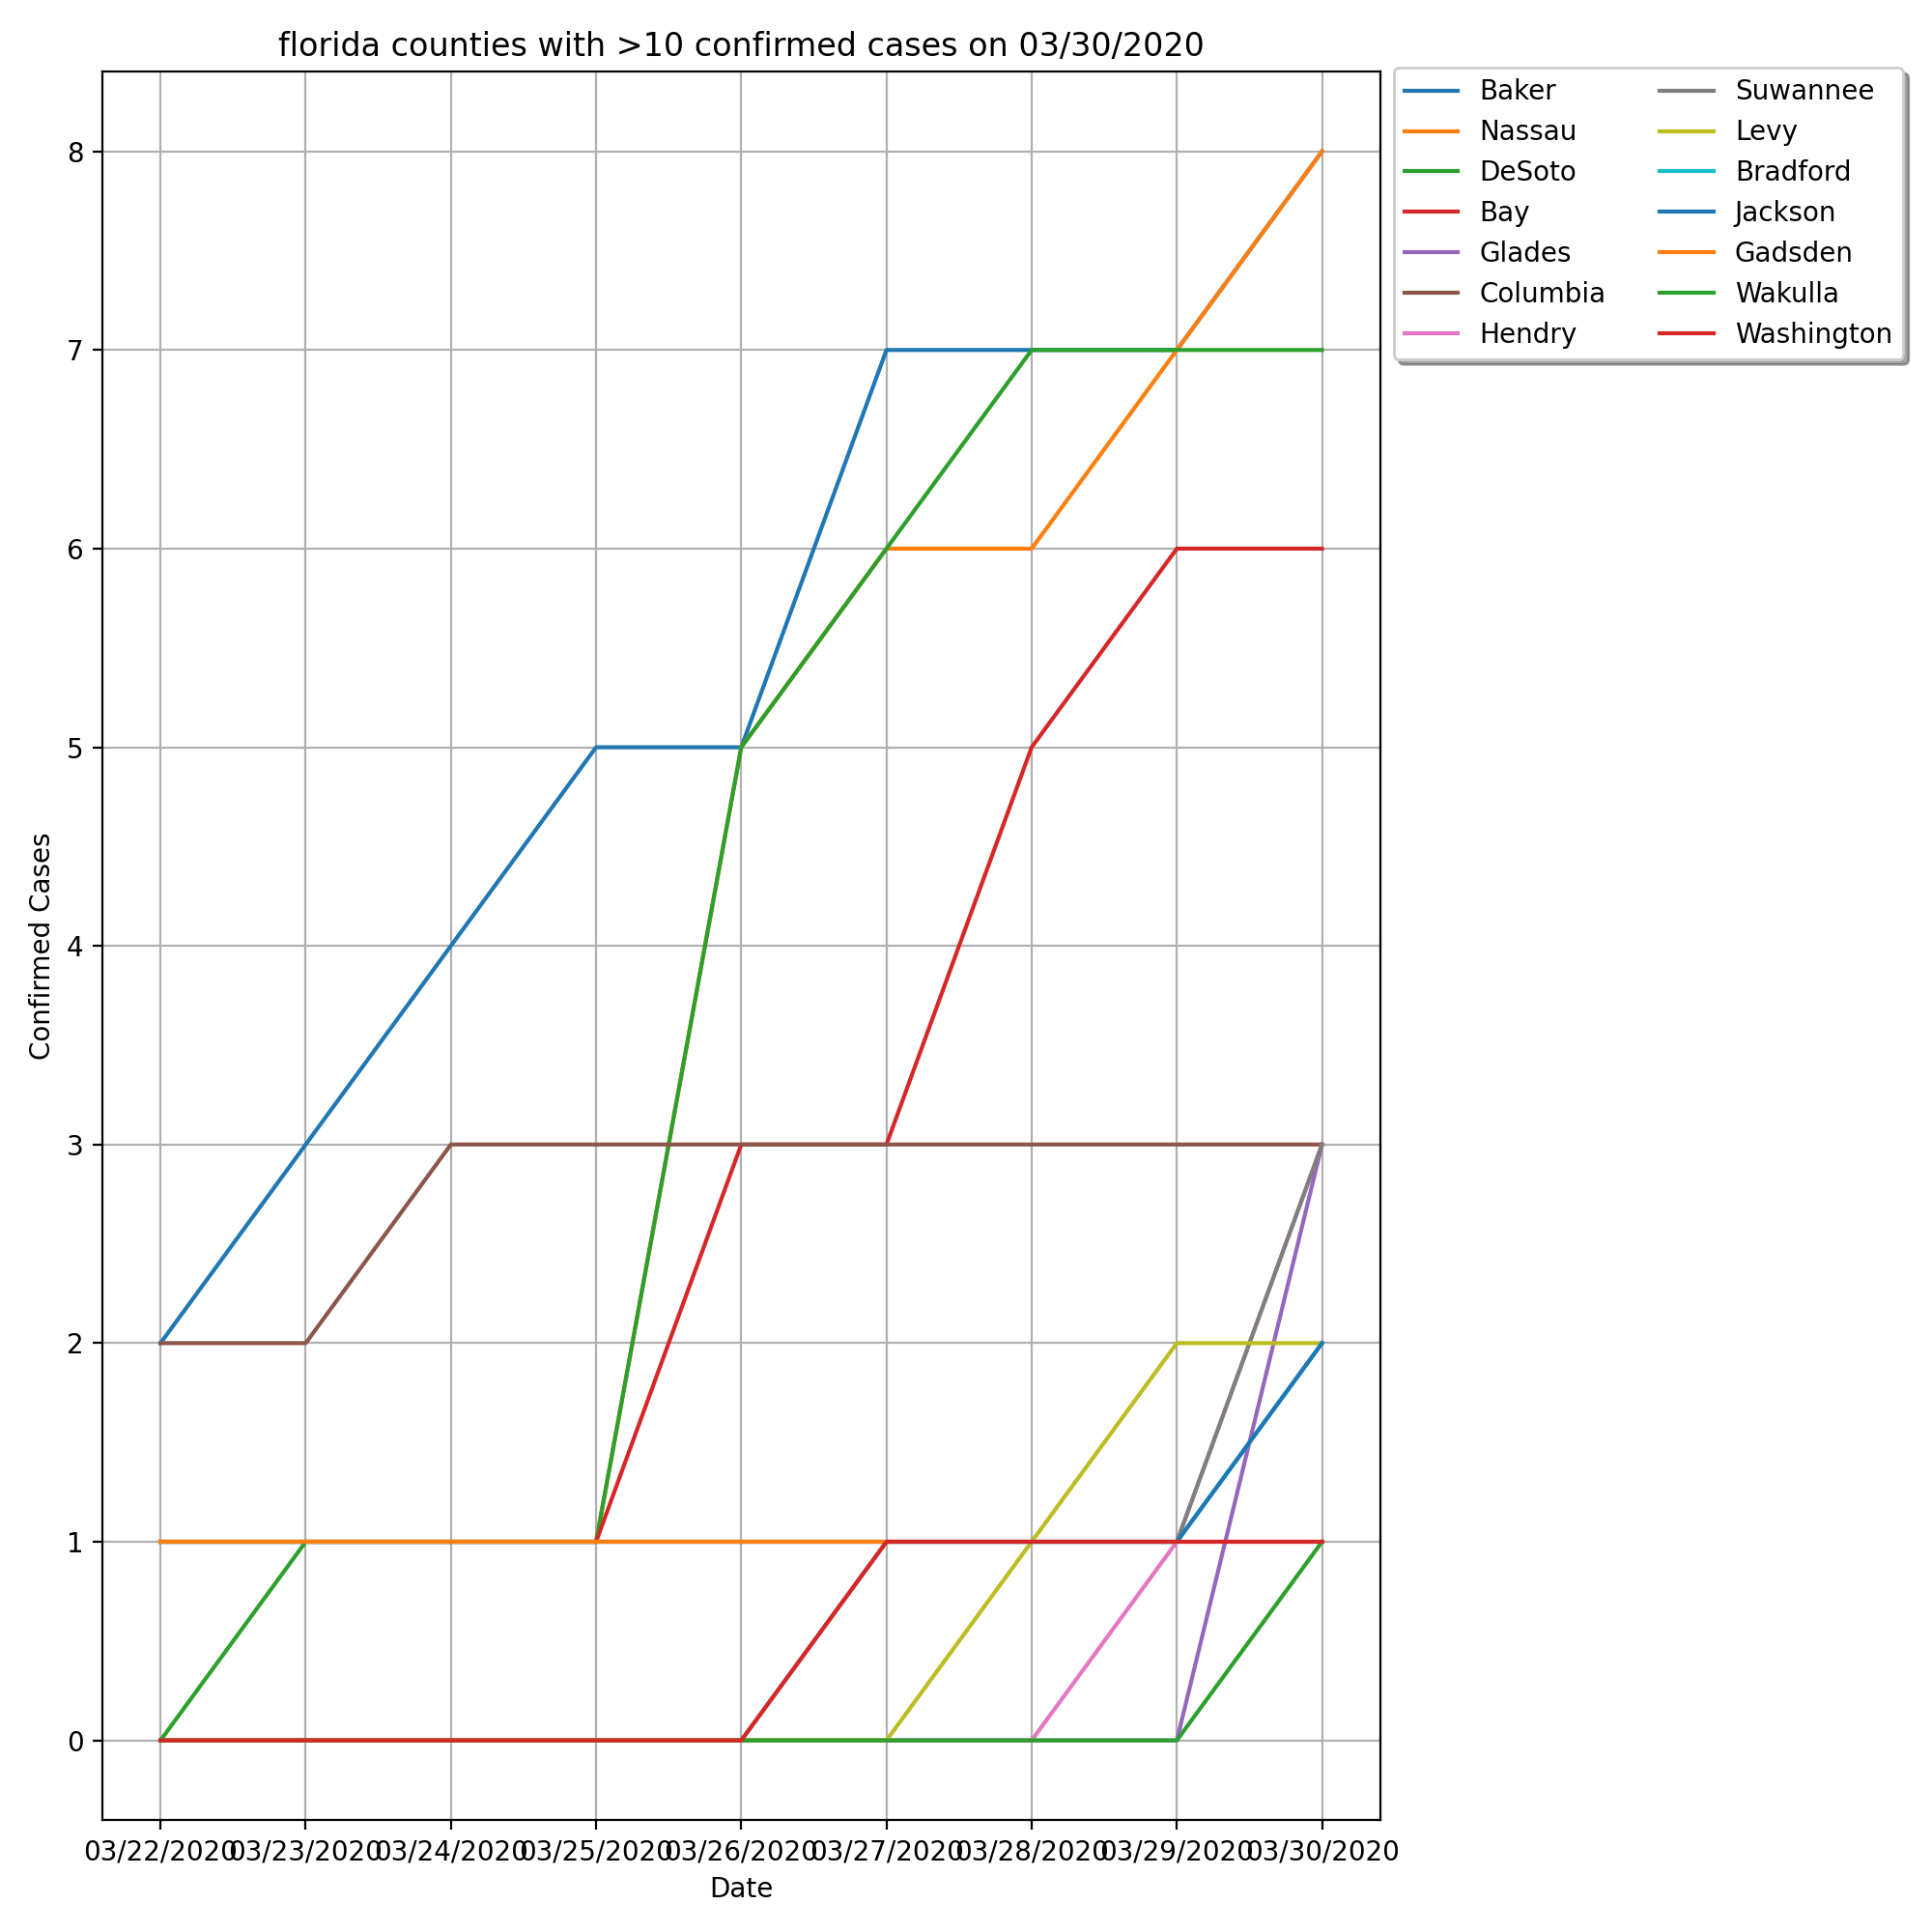 florida counties with >10 confirmed cases on 03/30/2020
Baker
Nassau
DeSoto
Bay
Glades
Columbia
Hendry
Suwannee
Levy
Bradford
Jackson
Gadsden
Wakulla
Washington
8
7
6
5
4
3
2
1
0
Confirmed Cases
03/22/2020 03/23/2020 03/24/2020 03/25/2020 03/26/2020 03/27/2020 03/28/2020 03/29/2020 03/30/2020
Date